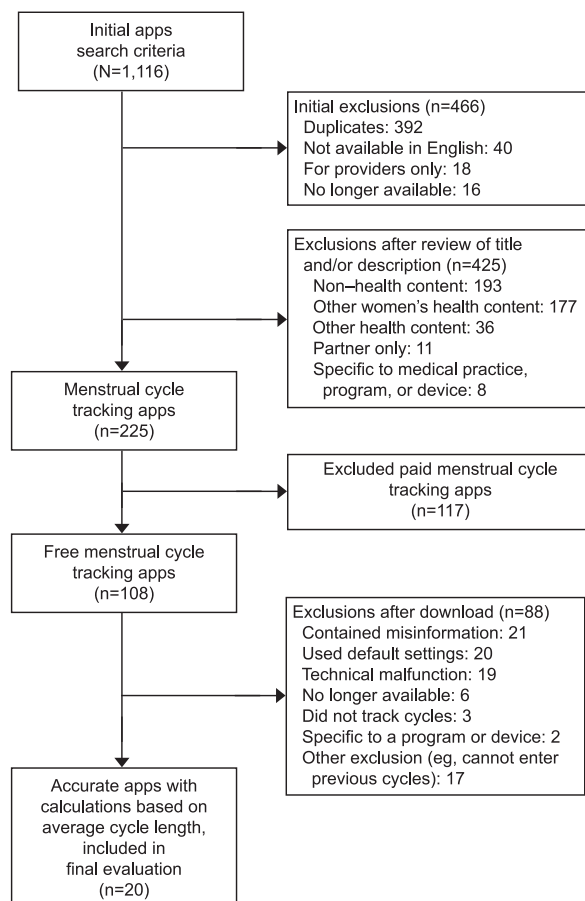 Initial apps
search criteria
(N=1,116)
Initial exclusions (n=466)
Duplicates: 392
Not available in English: 40
For providers only: 18
No longer available: 16
Exclusions after review of title
and/or description (n=425)
Non–health content: 193
Other women's health content: 177
Other health content: 36
Partner only: 11
Specific to medical practice,
program, or device: 8
Menstrual cycle
tracking apps
(n=225)
Excluded paid menstrual cycle
tracking apps
(n=117)
Free menstrual cycle
tracking apps
(n=108)
Exclusions after download (n=88)
Contained misinformation: 21
Used default settings: 20
Technical malfunction: 19
No longer available: 6
Did not track cycles: 3
Specific to a program or device: 2
Other exclusion (eg, cannot enter
previous cycles): 17
Accurate apps with
calculations based on
average cycle length,
included in
final evaluation
(n=20)